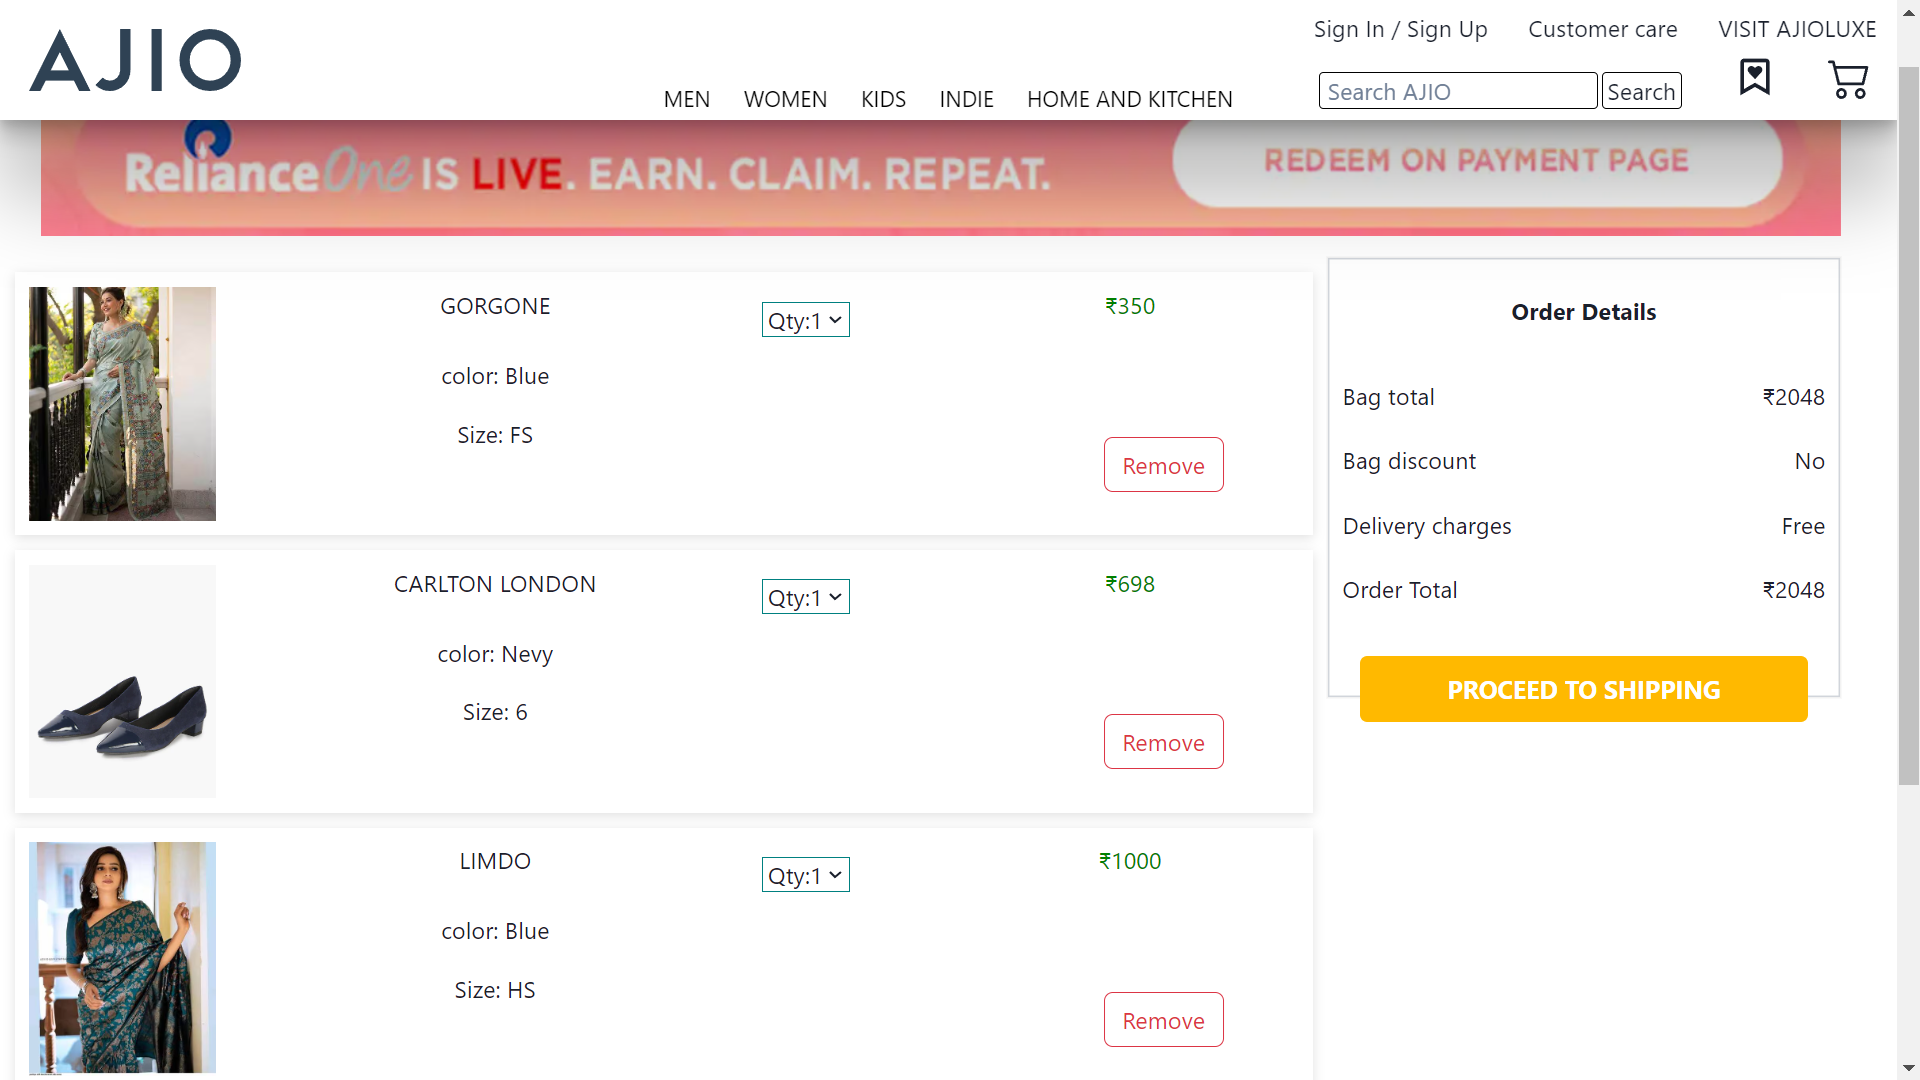 AJIO
Sign In / Sign Up
Customer care
VISIT AJIOLUXE
MEN
WOMEN
KIDS
INDIE
HOME AND KITCHEN
Search AJIO
Search
RelianceOne IS LIVE. EARN. CLAIM. REPEAT.
REDEEM ON PAYMENT PAGE
GORGONE
Qty:1
₹350
color: Blue
Size: FS
Remove
CARLTON LONDON
Qty:1
₹698
color: Nevy
Size: 6
Remove
LIMDO
Qty:1
₹1000
color: Blue
Size: HS
Remove
Order Details
Bag total ₹2048
Bag discount No
Delivery charges Free
Order Total ₹2048
PROCEED TO SHIPPING